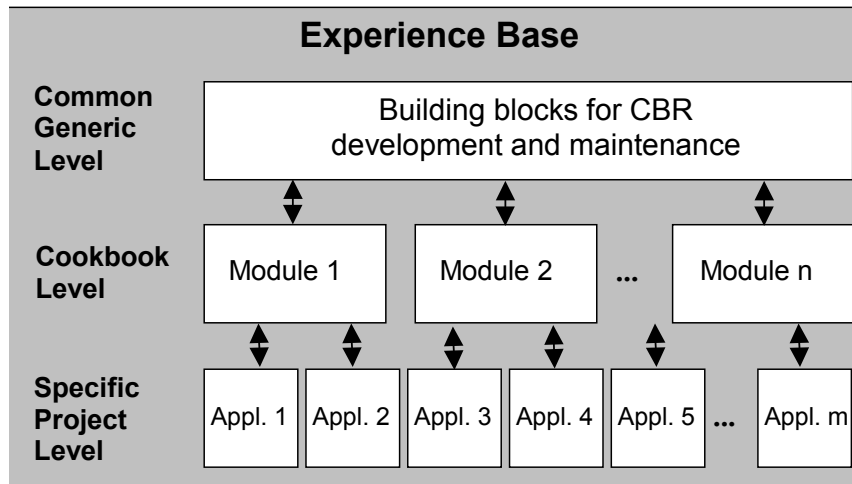 Experience Base
Common
Generic
Level
Building blocks for CBR
development and maintenance
Cookbook
Level
Module 1
Module 2
...
Module n
Specific
Project
Level
Appl. 1
Appl. 2
Appl. 3
Appl. 4
Appl. 5
...
Appl. m